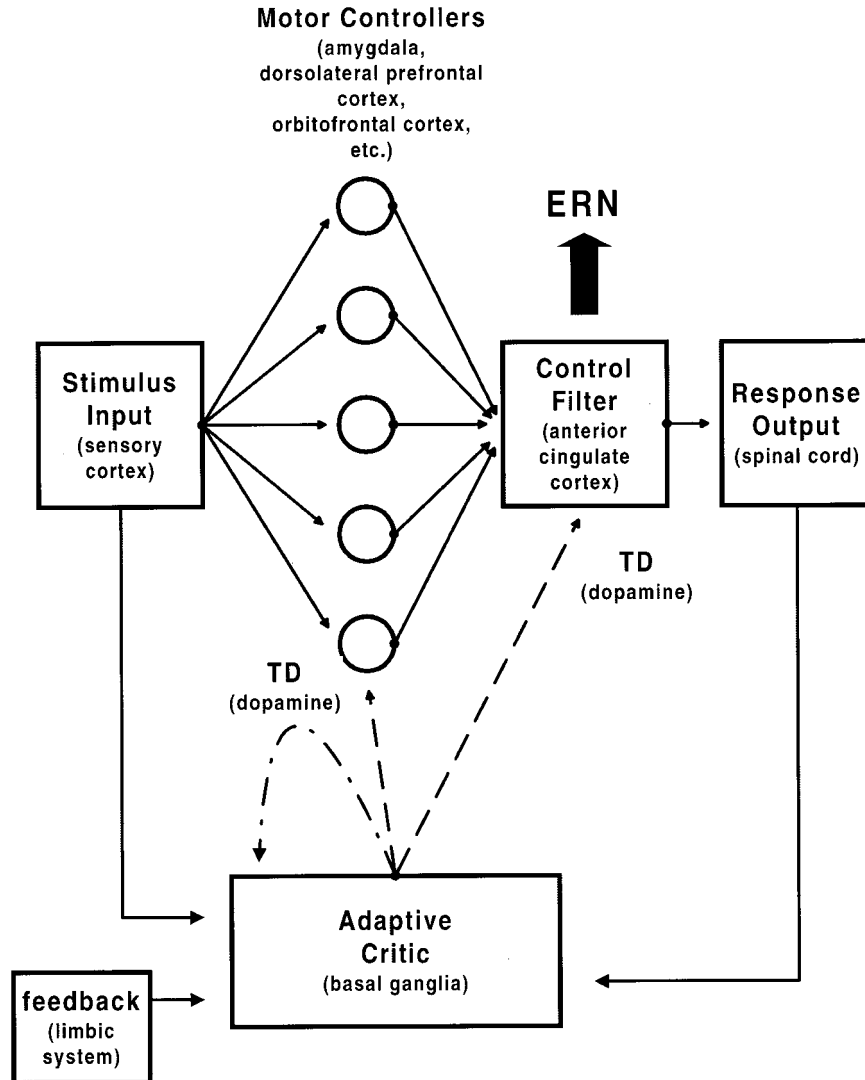 Motor Controllers
(amygdala,
dorsolateral prefrontal
cortex,
orbitofrontal cortex,
etc.)
ERN
Stimulus
Input
(sensory
cortex)
Control
Filter
(anterior
cingulate
cortex)
Response
Output
(spinal cord)
TD
(dopamine)
TD
(dopamine)
Adaptive
Critic
(basal ganglia)
feedback
(limbic
system)